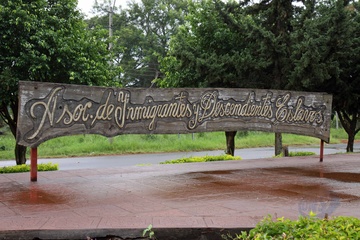 Asoc. de Inmigrantes y Descendientes Eslavos